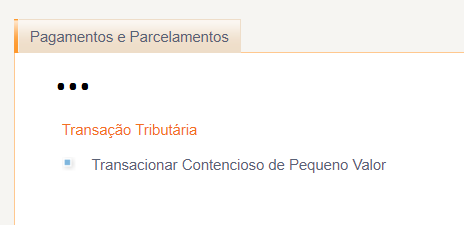 Pagamentos e Parcelamentos
...
Transação Tributária
Transacionar Contencioso de Pequeno Valor